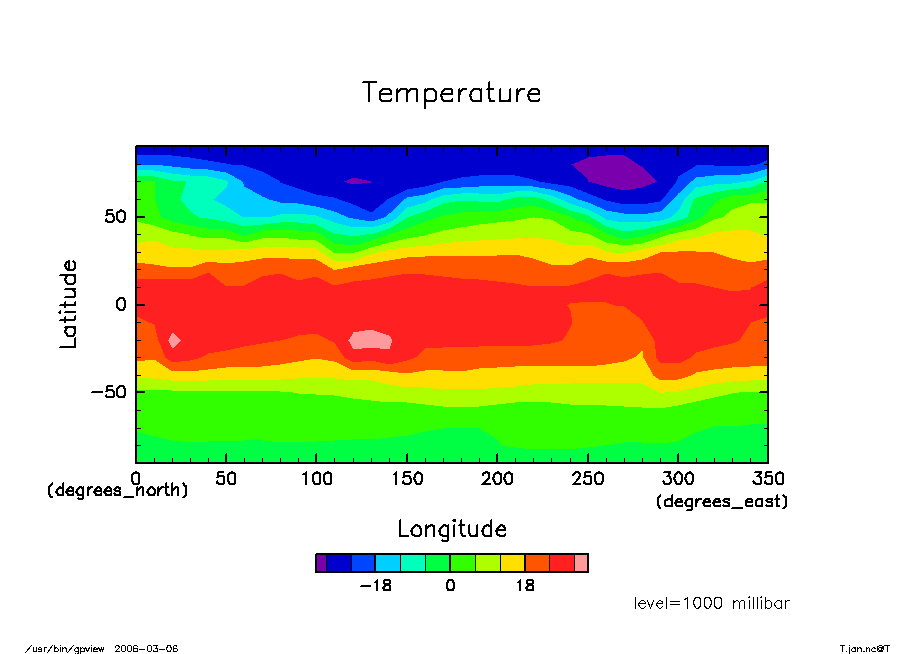 Temperature
50
0
−50
Latitude
0 50 100 150 200 250 300 350
(degrees_north)
(degrees_east)
Longitude
−18 0 18
level=1000 millibar
/usr/bin/gpview 2006−03−06
T.jan.nc@T